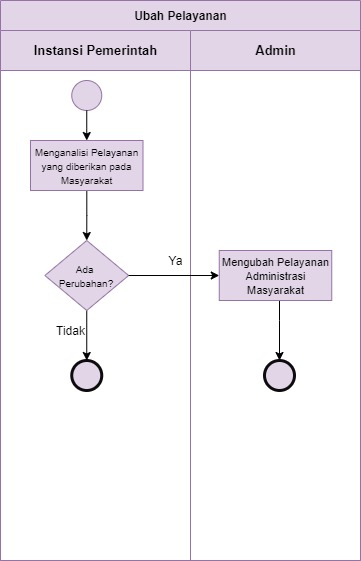 Ubah Pelayanan
Instansi Pemerintah
Admin
Menganalisi Pelayanan
yang diberikan pada
Masyarakat
Ada
Perubahan?
Ya
Mengubah Pelayanan
Administrasi
Masyarakat
Tidak